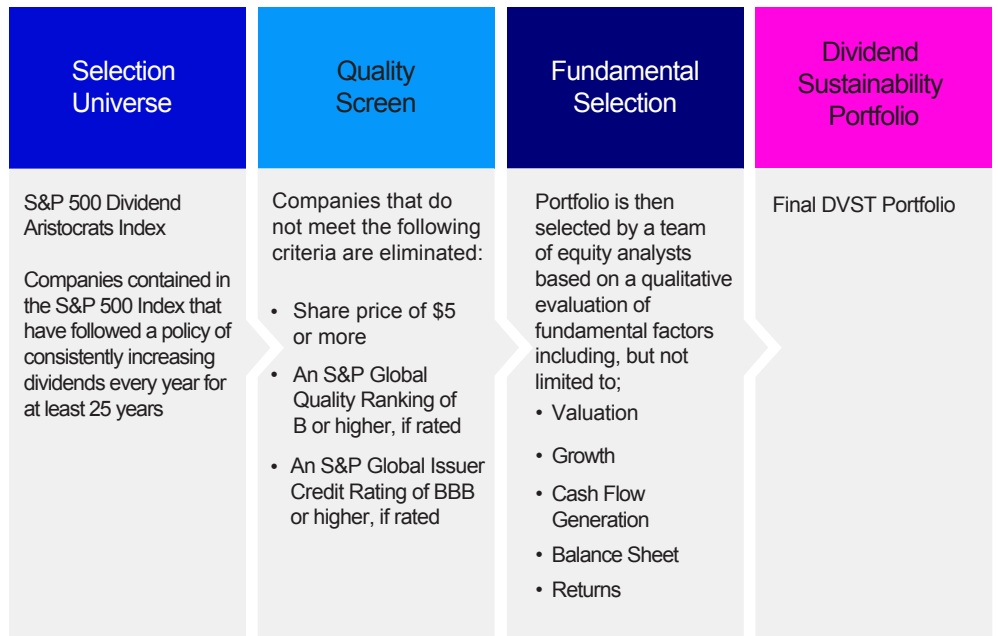 Selection
Universe
S&P 500 Dividend
Aristocrats Index
Companies contained in
the S&P 500 Index that
have followed a policy of
consistently increasing
dividends every year for
at least 25 years
Quality
Screen
Companies that do
not meet the following
criteria are eliminated:
• Share price of $5
or more
• An S&P Global
Quality Ranking of
B or higher, if rated
• An S&P Global Issuer
Credit Rating of BBB
or higher, if rated
Fundamental
Selection
Portfolio is then
selected by a team
of equity analysts
based on a qualitative
evaluation of
fundamental factors
including, but not
limited to;
• Valuation
• Growth
• Cash Flow
Generation
• Balance Sheet
• Returns
Dividend
Sustainability
Portfolio
Final DVST Portfolio